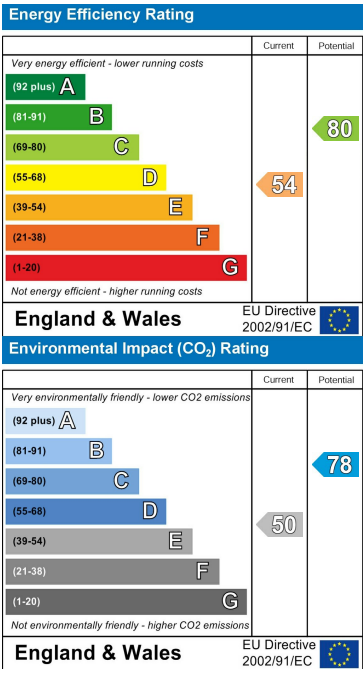 Energy Efficiency Rating
Current Potential
Very energy efficient - lower running costs
(92 plus) A
(81-91) B
(69-80) C
(55-68) D
(39-54) E
(21-38) F
(1-20) G
80
54
Not energy efficient - higher running costs
England & Wales
EU Directive
2002/91/EC
Environmental Impact (CO₂) Rating
Current Potential
Very environmentally friendly - lower CO2 emissions
(92 plus) A
(81-91) B
(69-80) C
(55-68) D
(39-54) E
(21-38) F
(1-20) G
78
50
Not environmentally friendly - higher CO2 emissions
England & Wales
EU Directive
2002/91/EC